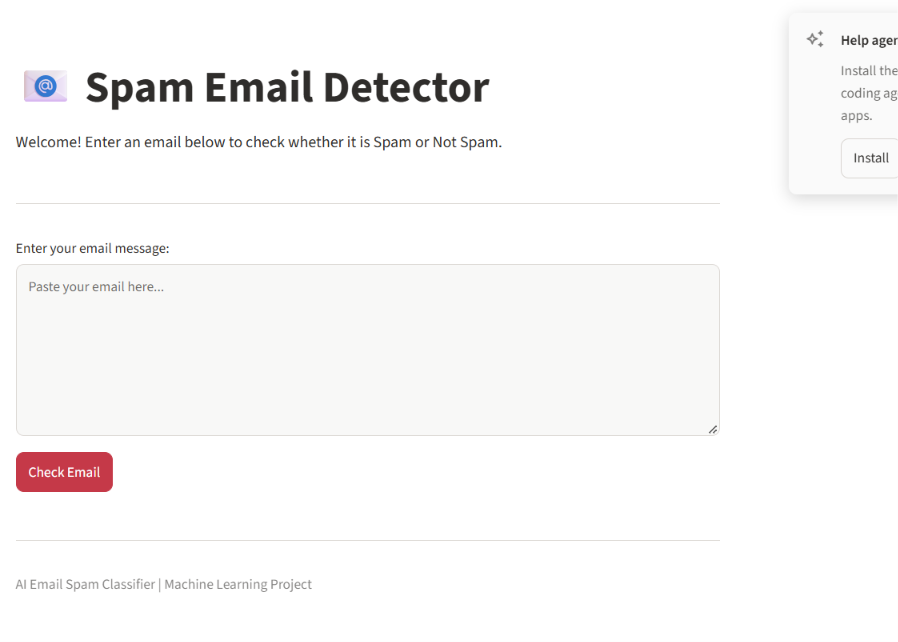 Spam Email Detector
Welcome! Enter an email below to check whether it is Spam or Not Spam.
Enter your email message:
Paste your email here...
Check Email
AI Email Spam Classifier | Machine Learning Project
Help
Install the
coding
apps.
Install